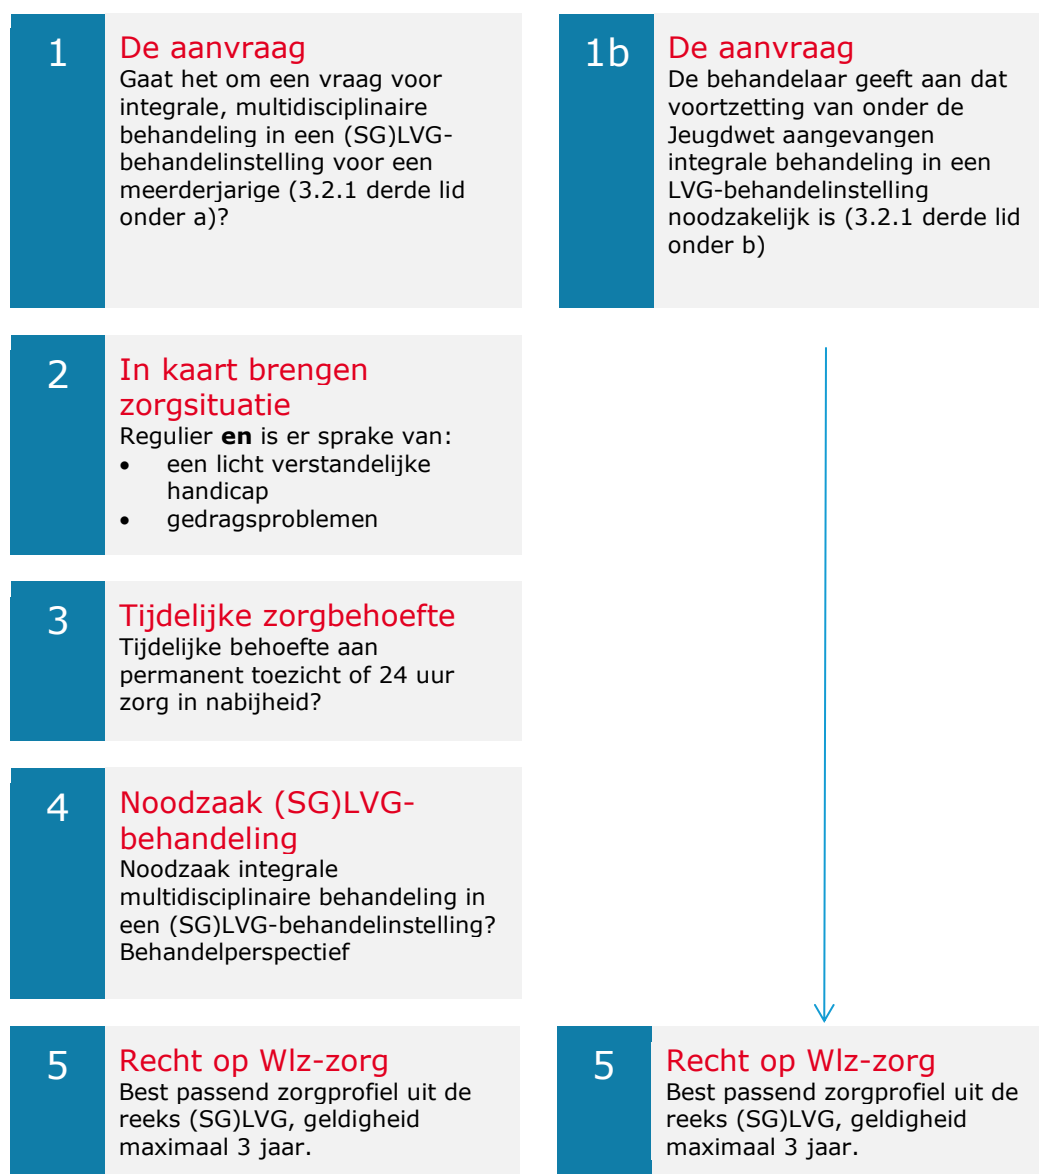 1
De aanvraag
Gaat het om een vraag voor
integrale, multidisciplinaire
behandeling in een (SG)LVG-
behandelinstelling voor een
meerderjarige (3.2.1 derde lid
onder a)?
1b
De aanvraag
De behandelaar geeft aan dat
voortzetting van onder de
Jeugdwet aangevangen
integrale behandeling in een
LVG-behandelinstelling
noodzakelijk is (3.2.1 derde lid
onder b)
2
In kaart brengen
zorgsituatie
Regulier en is er sprake van:
• een licht verstandelijke
handicap
• gedragsproblemen
3
Tijdelijke zorgbehoefte
Tijdelijke behoefte aan
permanent toezicht of 24 uur
zorg in nabijheid?
4
Noodzaak (SG)LVG-
behandeling
Noodzaak integrale
multidisciplinaire behandeling in
een (SG)LVG-behandelinstelling?
Behandelperspectief
5
Recht op Wlz-zorg
Best passend zorgprofiel uit de
reeks (SG)LVG, geldigheid
maximaal 3 jaar.
5
Recht op Wlz-zorg
Best passend zorgprofiel uit de
reeks (SG)LVG, geldigheid
maximaal 3 jaar.